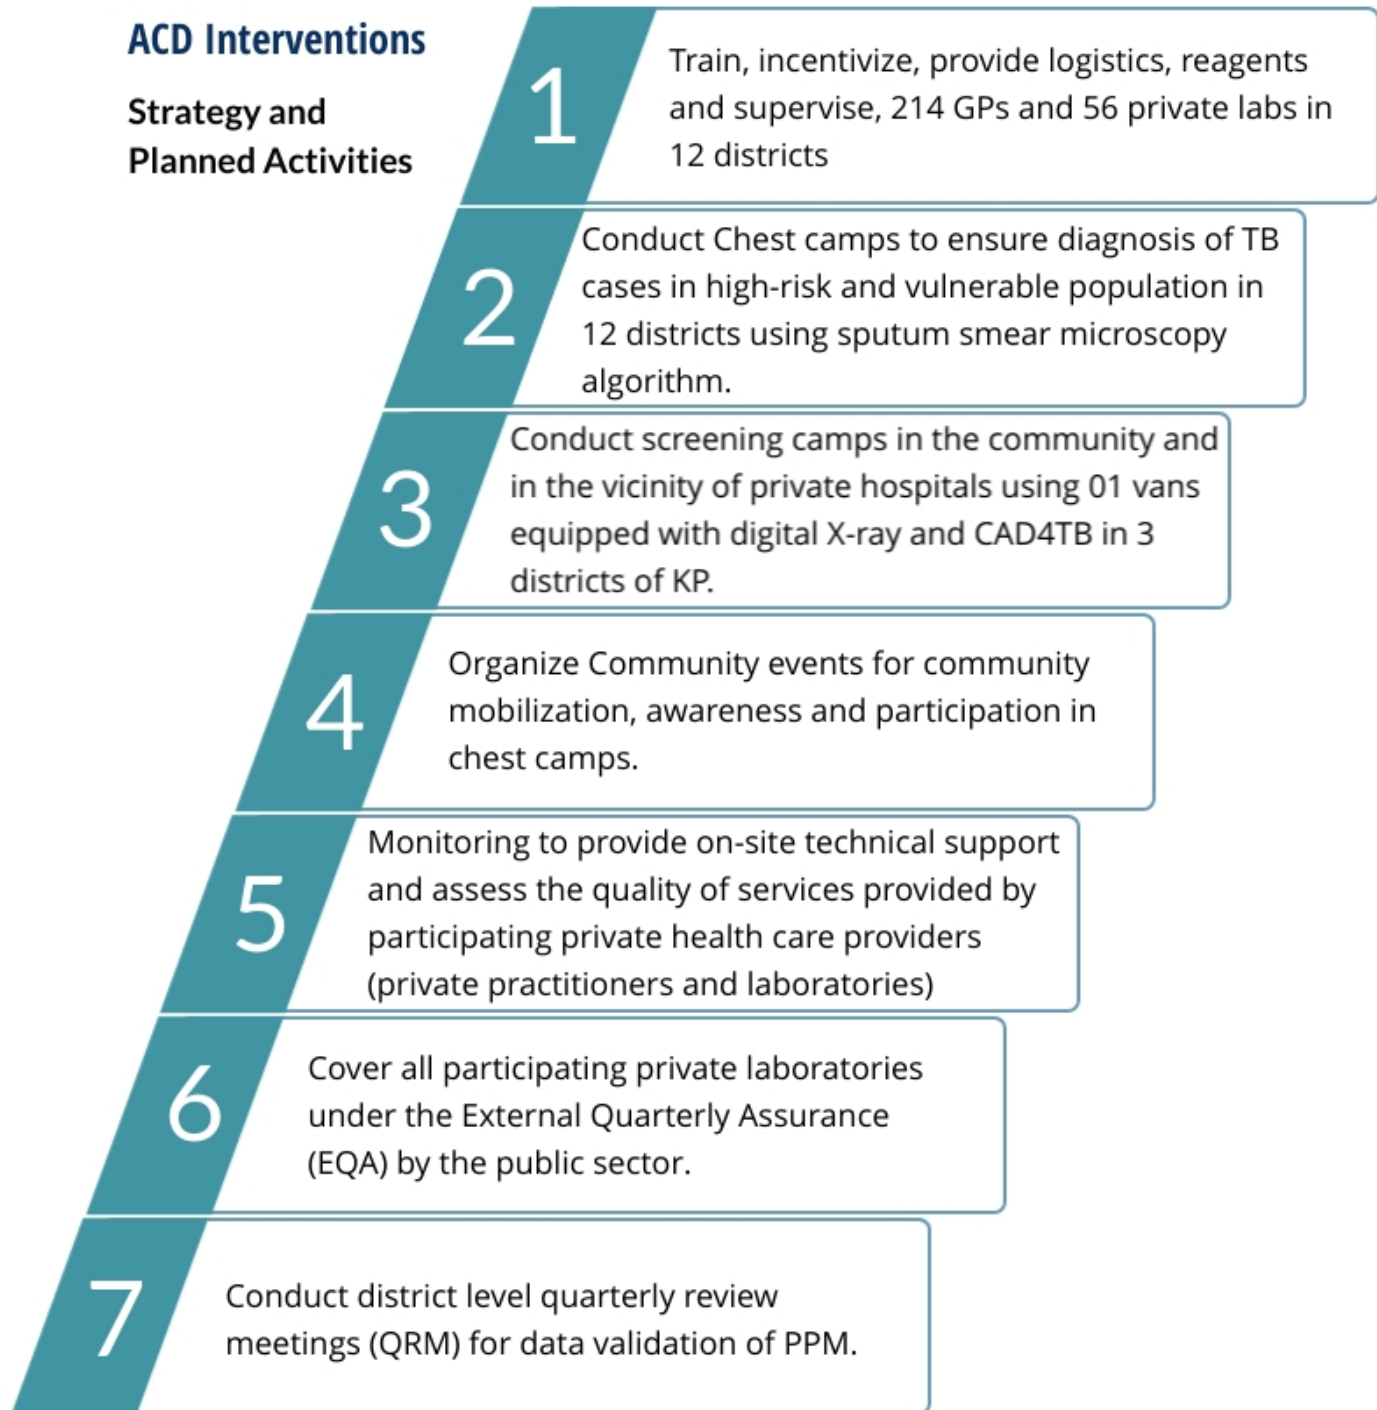 ACD Interventions
Strategy and
Planned Activities
1
Train, incentivize, provide logistics, reagents
and supervise, 214 GPs and 56 private labs in
12 districts
2
Conduct Chest camps to ensure diagnosis of TB
cases in high-risk and vulnerable population in
12 districts using sputum smear microscopy
algorithm.
3
Conduct screening camps in the community and
in the vicinity of private hospitals using 01 vans
equipped with digital X-ray and CAD4TB in 3
districts of KP.
4
Organize Community events for community
mobilization, awareness and participation in
chest camps.
5
Monitoring to provide on-site technical support
and assess the quality of services provided by
participating private health care providers
(private practitioners and laboratories)
6
Cover all participating private laboratories
under the External Quarterly Assurance
(EQA) by the public sector.
7
Conduct district level quarterly review
meetings (QRM) for data validation of PPM.